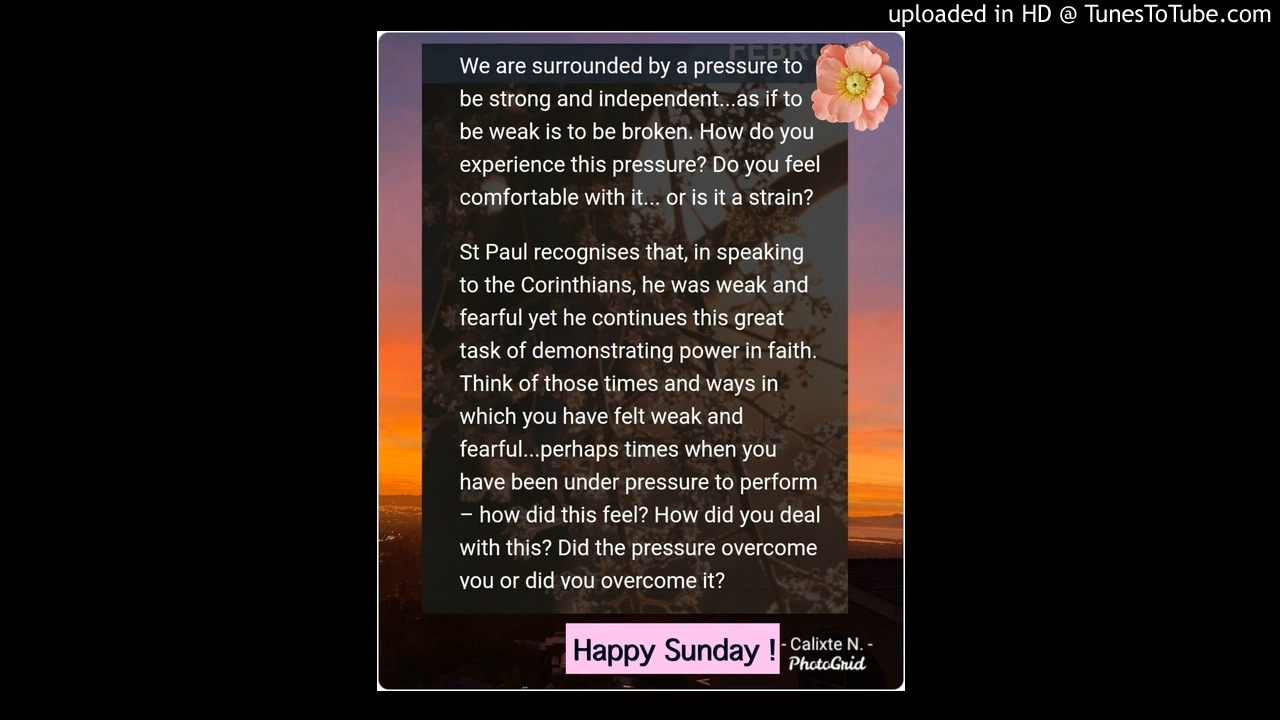 uploaded in HD @ TunesToTube.com
We are surrounded by a pressure to
be strong and independent...as if to
be weak is to be broken. How do you
experience this pressure? Do you feel
comfortable with it... or is it a strain?
St Paul recognises that, in speaking
to the Corinthians, he was weak and
fearful yet he continues this great
task of demonstrating power in faith.
Think of those times and ways in
which you have felt weak and
fearful...perhaps times when you
have been under pressure to perform
– how did this feel? How did you deal
with this? Did the pressure overcome
you or did you overcome it?
Happy Sunday !
- Calixte N. -
PhotoGrid